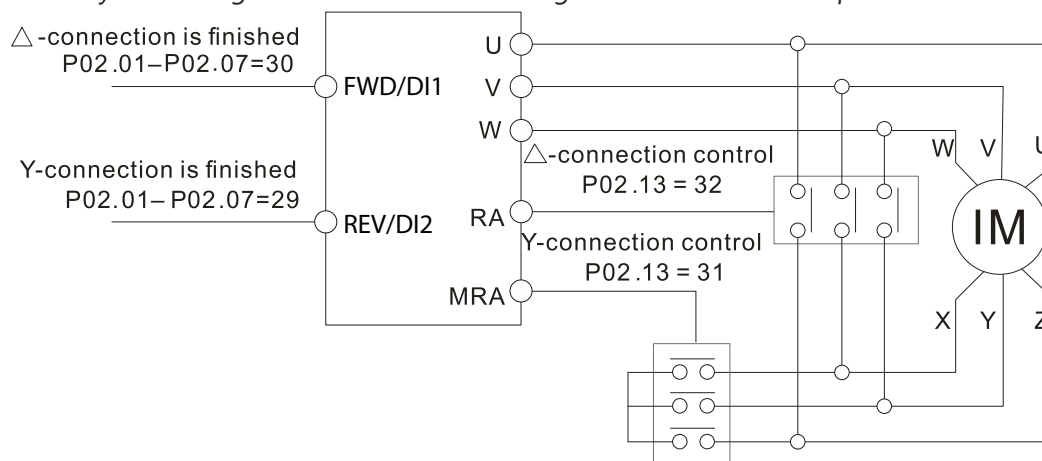 △-connection is finished
P02.01–P02.07=30
FWD/DI1
Y-connection is finished
P02.01–P02.07=29
REV/DI2
U
V
W
△-connection control
P02.13 = 32
RA
Y-connection control
P02.13 = 31
MRA
W V U
IM
X Y Z